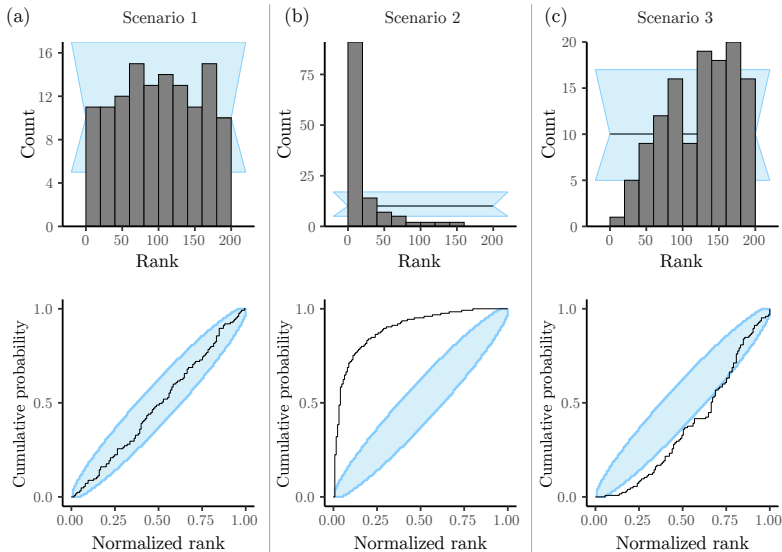 (a) Scenario 1
16
12
8
4
0
Count
0 50 100 150 200
Rank
1.0
0.5
0.0
Cumulative probability
0.00 0.25 0.50 0.75 1.00
Normalized rank
(b) Scenario 2
75
50
25
0
Count
0 50 100 150 200
Rank
1.0
0.5
0.0
Cumulative probability
0.00 0.25 0.50 0.75 1.00
Normalized rank
(c) Scenario 3
20
15
10
5
0
Count
0 50 100 150 200
Rank
1.0
0.5
0.0
Cumulative probability
0.00 0.25 0.50 0.75 1.00
Normalized rank